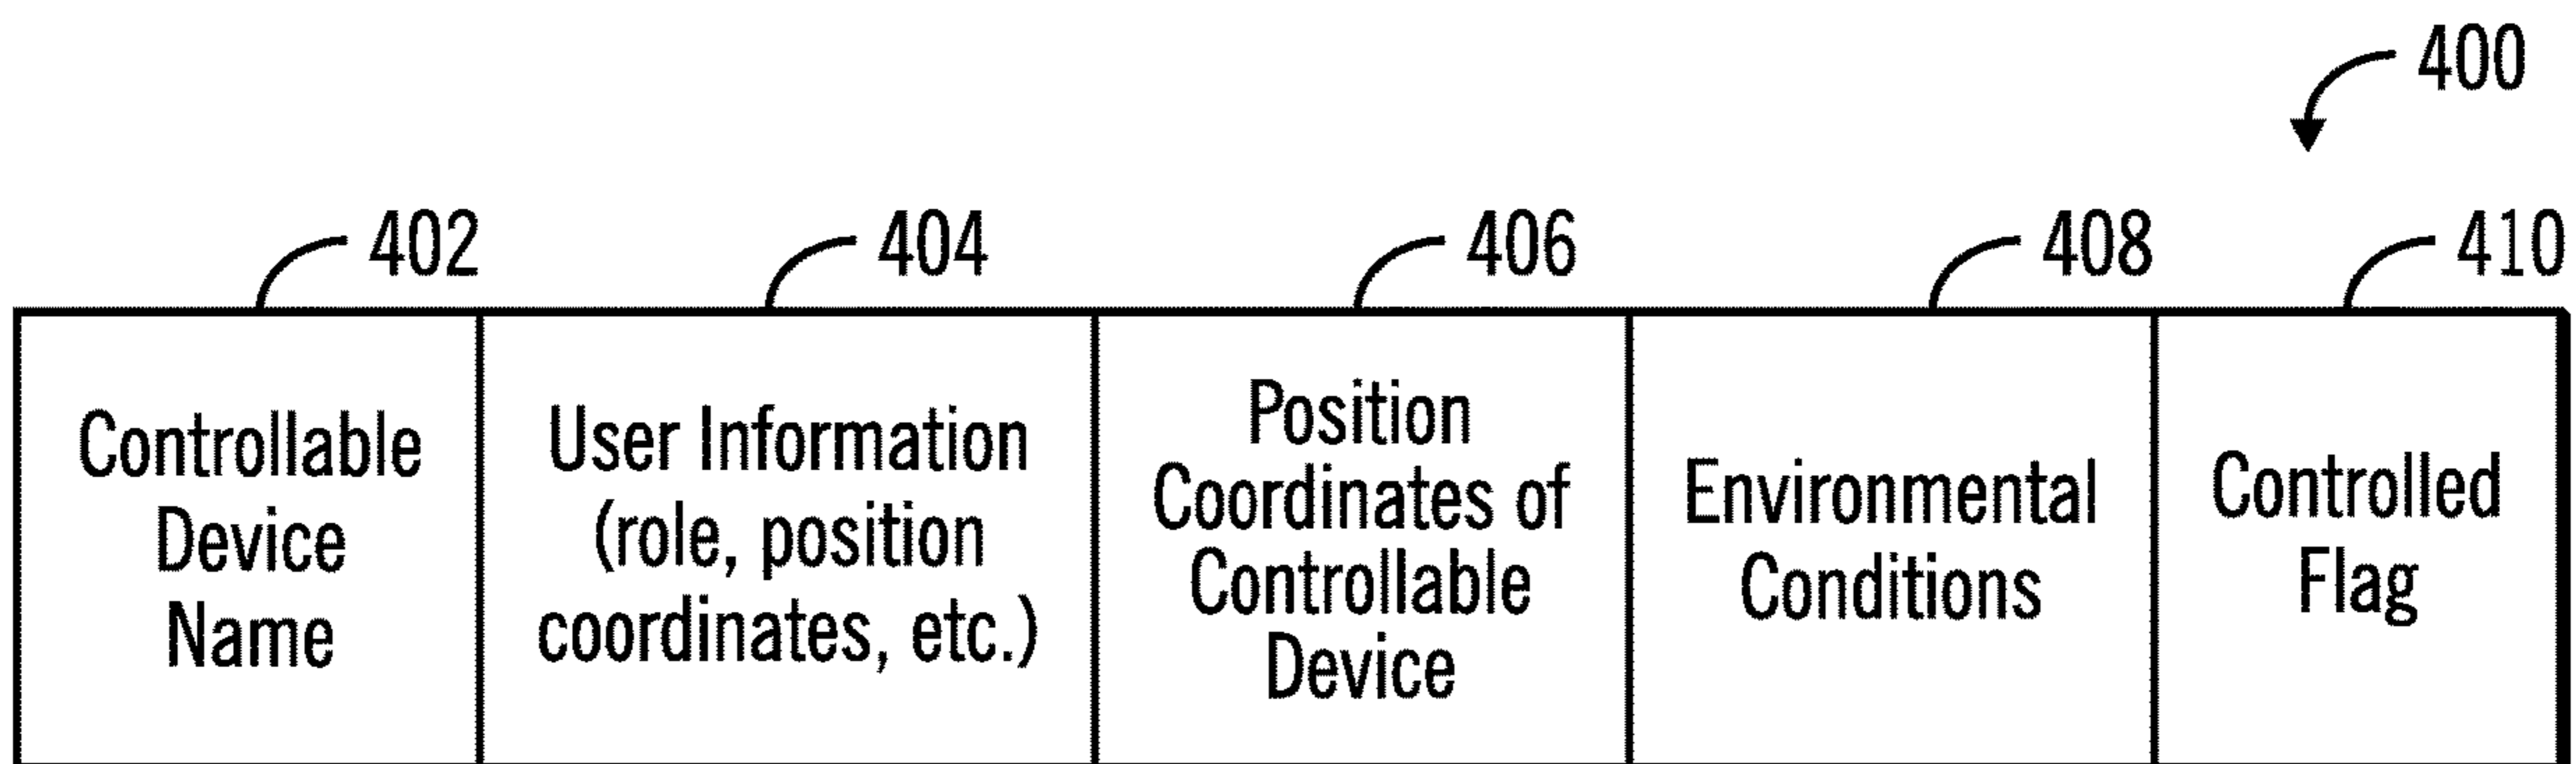 400
402
404
406
408
410
Controllable
Device
Name
User Information
(role, position
coordinates, etc.)
Position
Coordinates of
Controllable
Device
Environmental
Conditions
Controlled
Flag